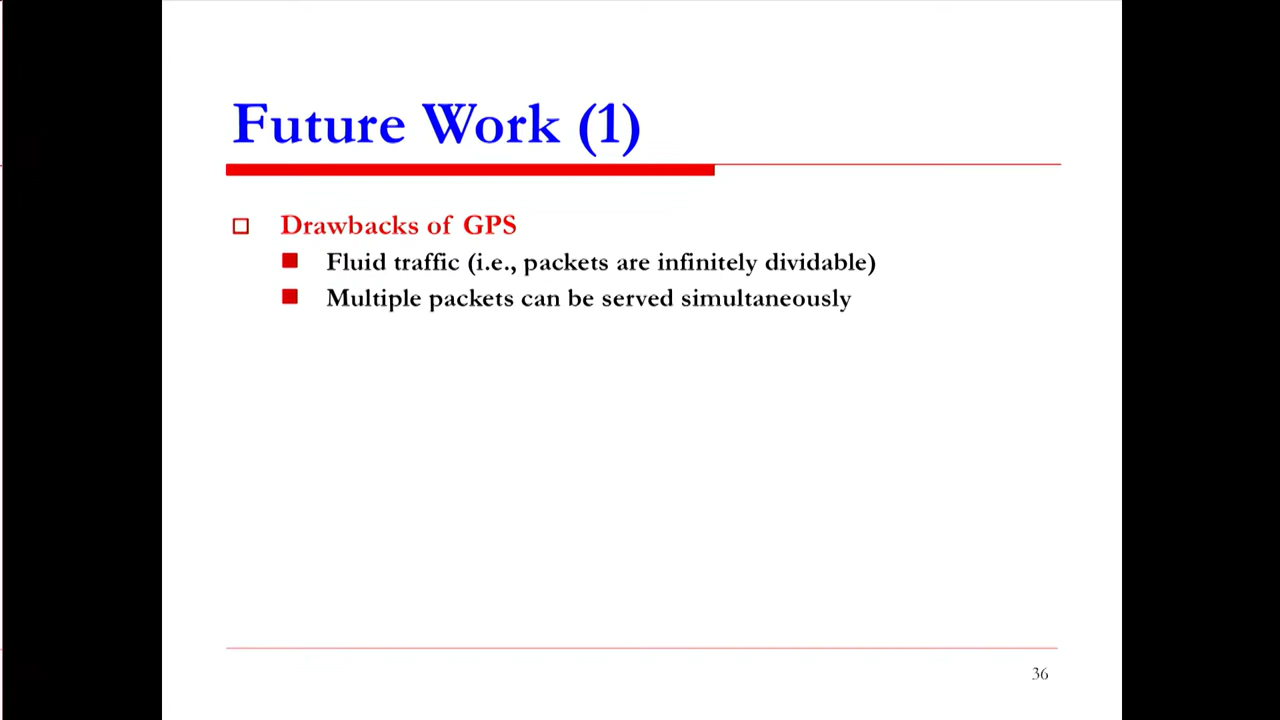 Future Work (1)
Drawbacks of GPS
Fluid traffic (i.e., packets are infinitely dividable)
Multiple packets can be served simultaneously
36